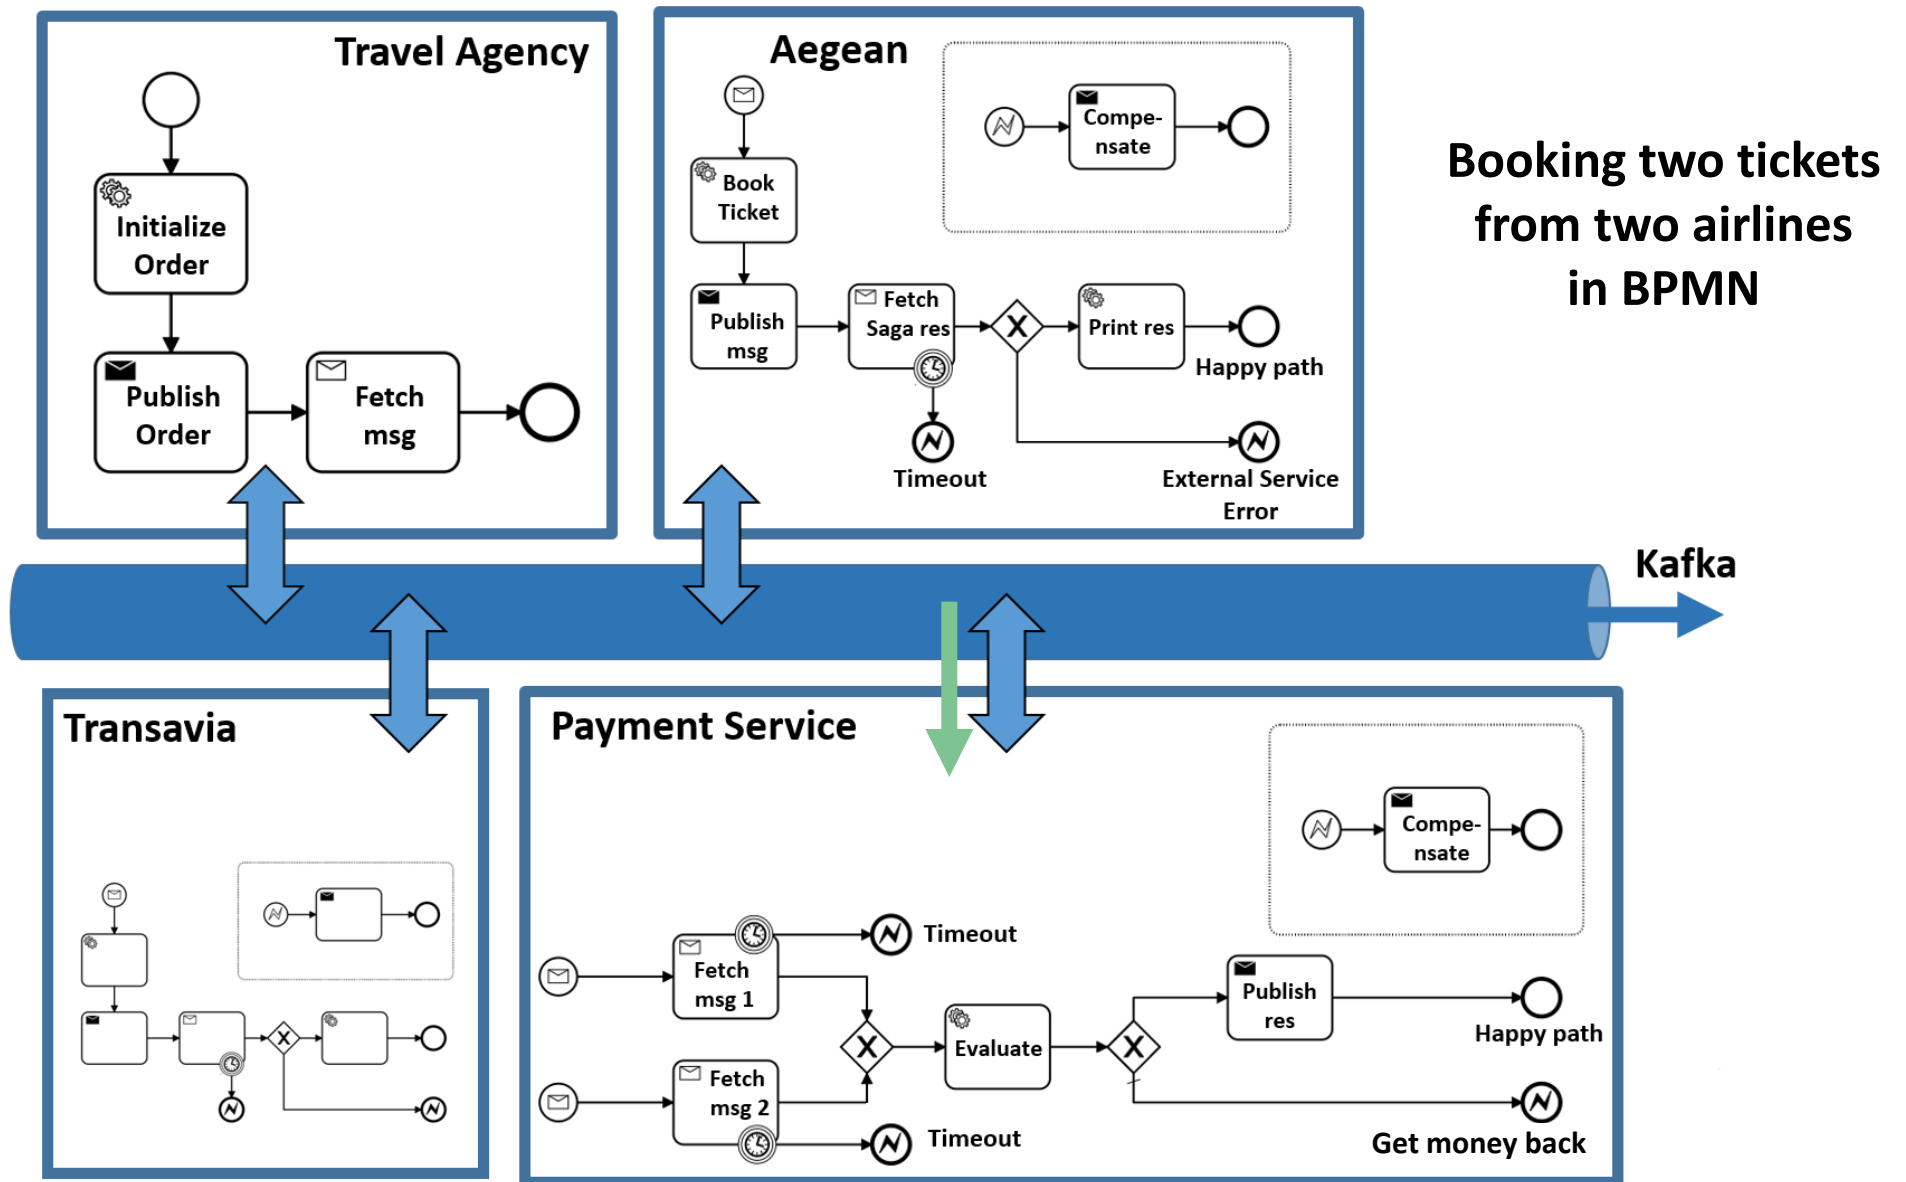 Travel Agency
Initialize
Order
Publish
Order
Fetch
msg
Aegean
Compe-
nsate
Book
Ticket
Publish
msg
Fetch
Saga res
X
Print res
Happy path
Timeout
External Service
Error
Booking two tickets
from two airlines
in BPMN
Kafka
Transavia
X
Payment Service
Compe-
nsate
Timeout
Fetch
msg 1
Fetch
msg 2
Timeout
X
Evaluate
X
Publish
res
Happy path
Get money back